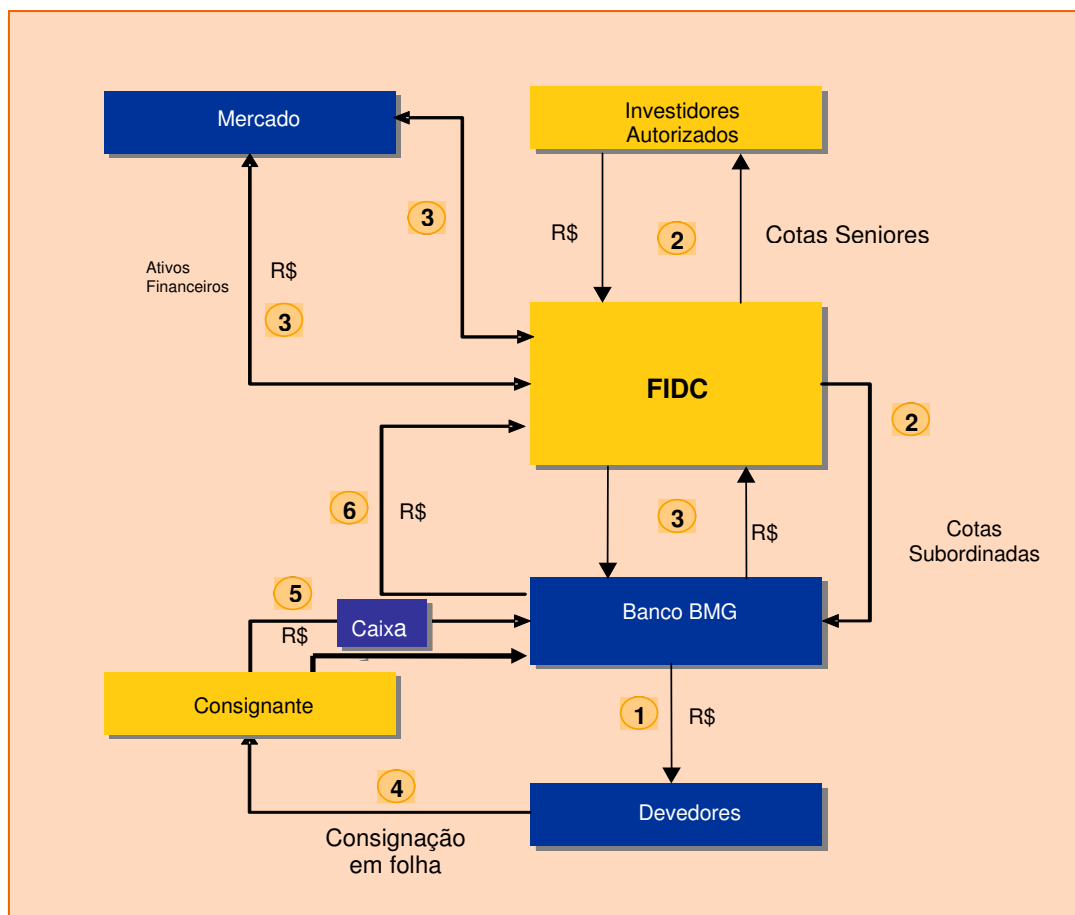 Mercado
Investidores
Autorizados
3
R$
2
Cotas Seniores
Ativos
Financeiros
R$
3
FIDC
2
6
R$
3
R$
Cotas
Subordinadas
5
R$
Caixa
Banco BMG
Consignante
1
R$
4
Devedores
Consignação
em folha